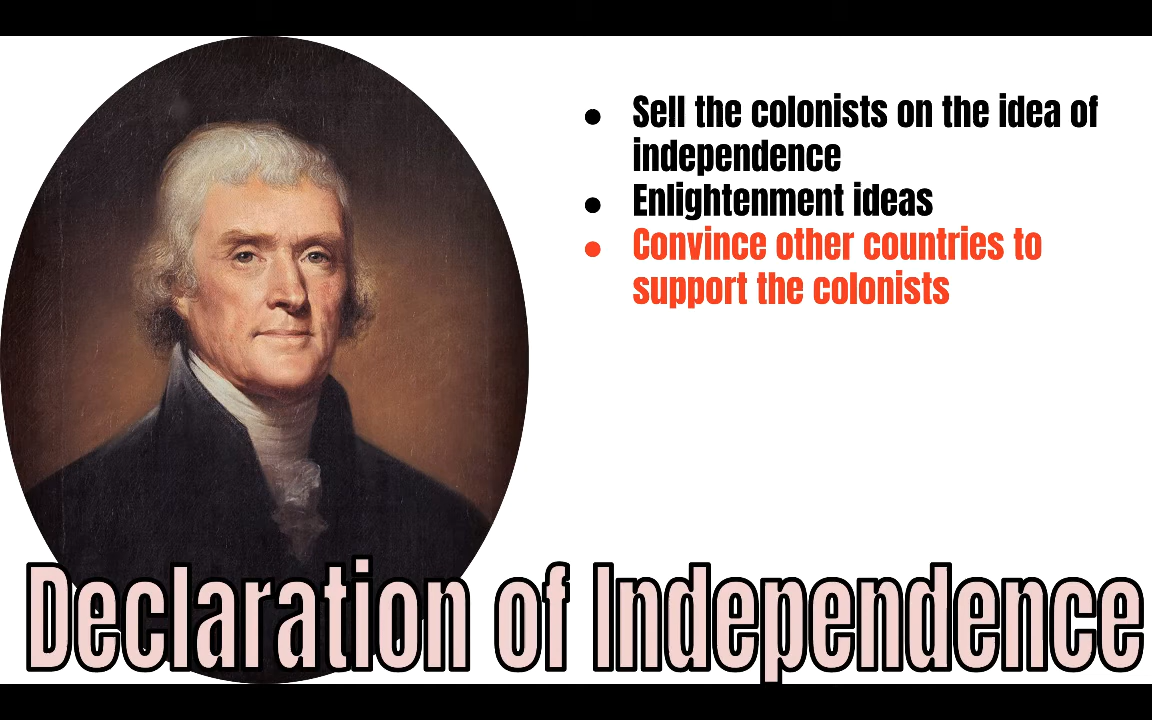 ● Sell the colonists on the idea of
independence
● Enlightenment ideas
● Convince other countries to
support the colonists
Declaration of Independence